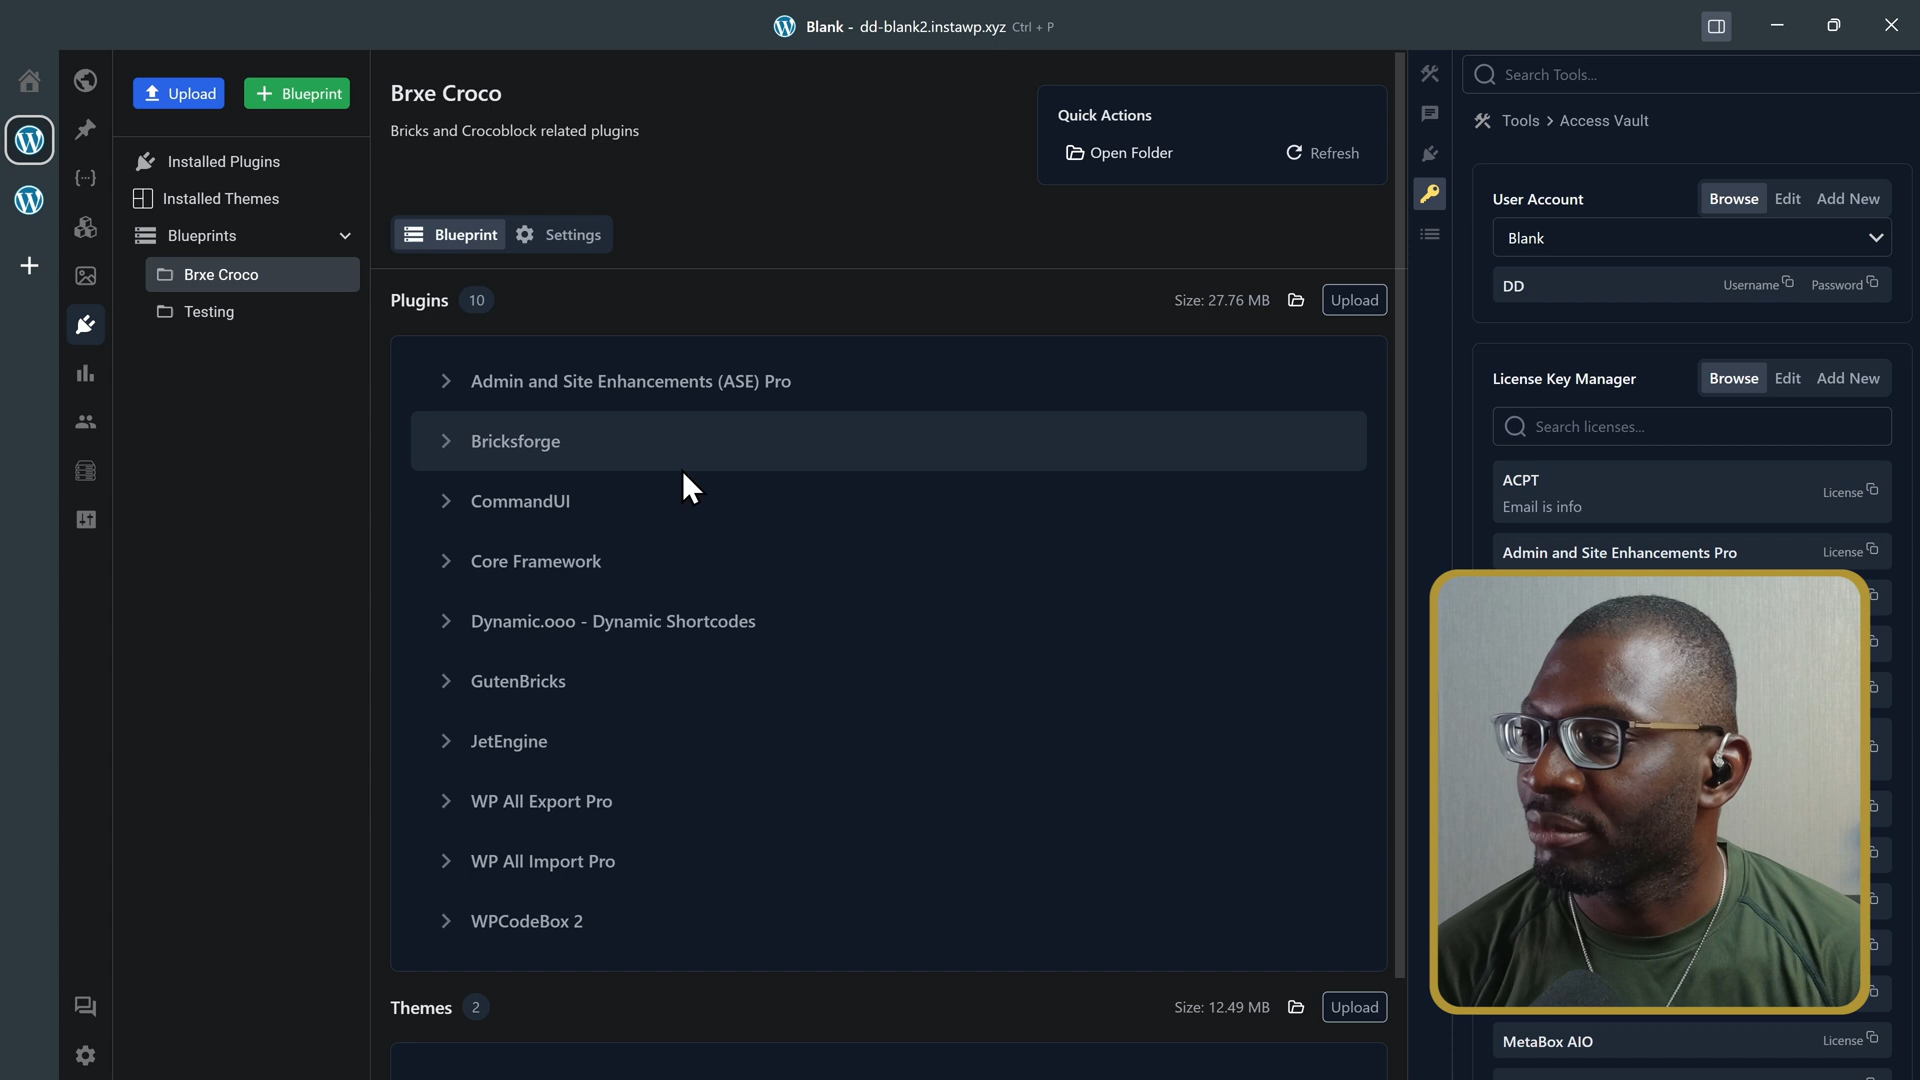 Blank - dd-blank2.instawp.xyz Ctrl + P
Upload
Blueprint
Installed Plugins
Installed Themes
Blueprints
Brxe Croco
Testing
Brxe Croco
Bricks and Crocoblock related plugins
Quick Actions
Open Folder
Refresh
Blueprint
Settings
Plugins 10
Size: 27.76 MB
Upload
Admin and Site Enhancements (ASE) Pro
Bricksforge
CommandUI
Core Framework
Dynamic.ooo - Dynamic Shortcodes
GutenBricks
JetEngine
WP All Export Pro
WP All Import Pro
WPCodeBox 2
Themes 2
Size: 12.49 MB
Upload
Search Tools...
Tools > Access Vault
User Account
Browse Edit Add New
Blank
DD
Username
Password
License Key Manager
Browse Edit Add New
Search licenses...
ACPT
Email is info
License
Admin and Site Enhancements Pro
License
MetaBox AIO
License